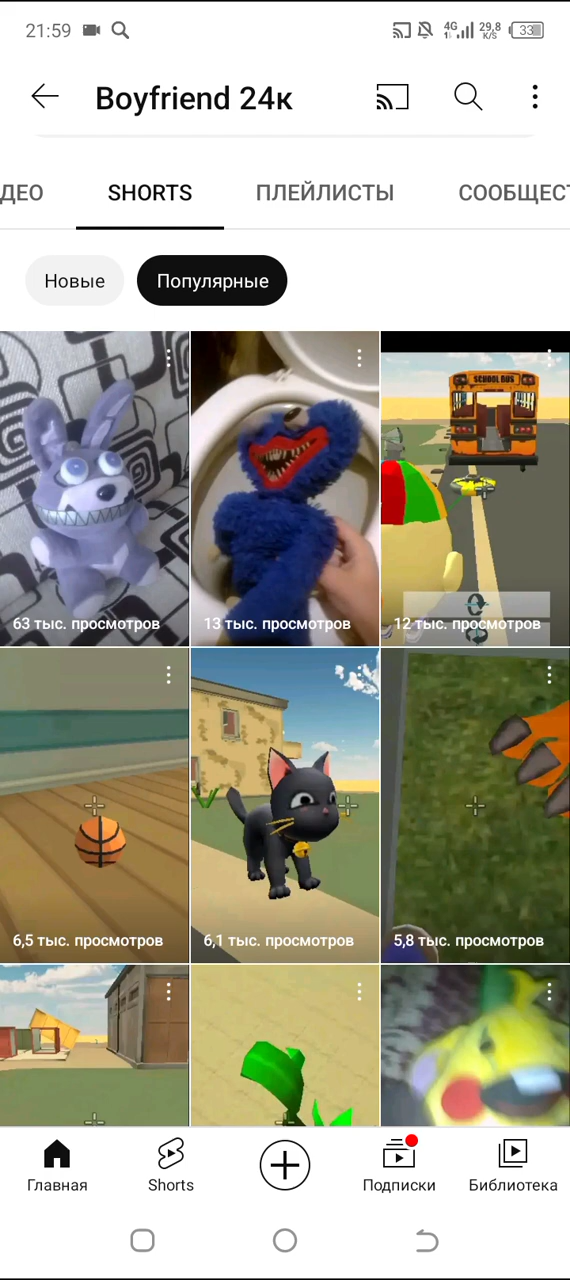 21:59 4G 29,8 K/S 33
Boyfriend 24к
ДЕО SHORTS ПЛЕЙЛИСТЫ СООБЩЕСТ
Новые Популярные
SCHOOL BUS
63 тыс. просмотров 13 тыс. просмотров 12 тыс. просмотров
6,5 тыс. просмотров 6,1 тыс. просмотров 5,8 тыс. просмотров
Главная Shorts Подписки Библиотека